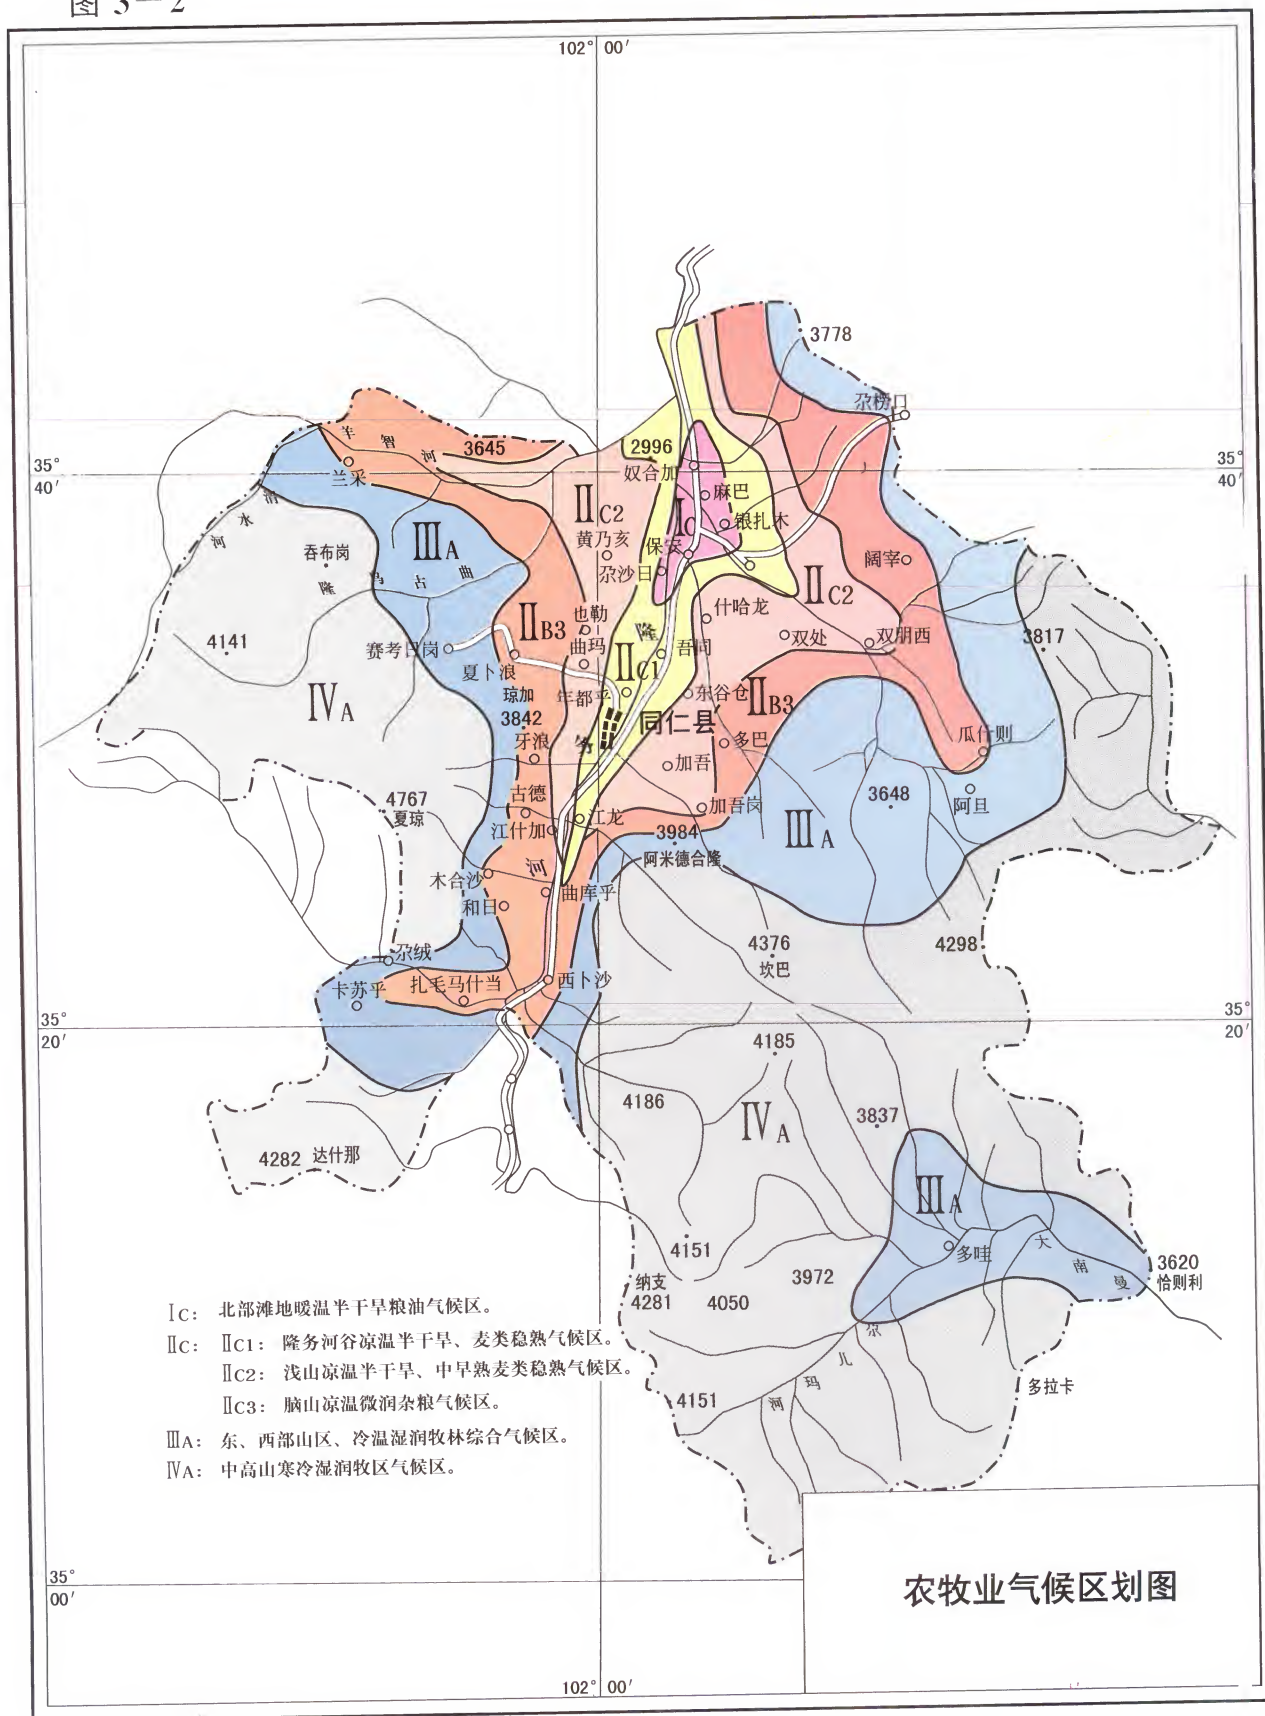 图3-2
102° 00′
3778
尕楞口
羊智河
3645
2996
35°
40′
35°
40′
兰采
奴合加
麻巴
清水河
ⅡC2
ⅠC
银扎木
ⅢA
黄乃亥
保安
吞布岗
隆马古曲
尕沙日
阔宰
ⅡC2
什哈龙
也勒
ⅡB3
隆
4141
赛考日岗
曲玛
吾屯
双处
双朋西
3817
夏卜浪
ⅡC1
ⅣA
琼加
年都乎
东谷仓
ⅡB3
3842
同仁县
牙浪
务
多巴
瓜什则
加吾
4767
夏琼
古德
3648
阿旦
加吾岗
江什加
江龙
3984
阿米德合隆
ⅢA
木合沙
河
曲库乎
和日
4376
坎巴
4298
尕绒
卡苏乎
扎毛马什当
西卜沙
35°
20′
35°
20′
4185
4186
ⅣA
3837
4282 达什那
ⅢA
4151
多哇
大南曼
3972
3620
恰则利
纳支
4281
4050
ⅠC: 北部滩地暖温半干旱粮油气候区。
ⅡC: ⅡC1: 隆务河谷凉温半干旱、麦类稳熟气候区。
ⅡC2: 浅山凉温半干旱、中早熟麦类稳熟气候区。
ⅡC3: 脑山凉温微润杂粮气候区。
ⅢA: 东、西部山区、冷温湿润牧林综合气候区。
ⅣA: 中高山寒冷湿润牧区气候区。
尕儿玛河
4151
多拉卡
35°
00′
农牧业气候区划图
102° 00′